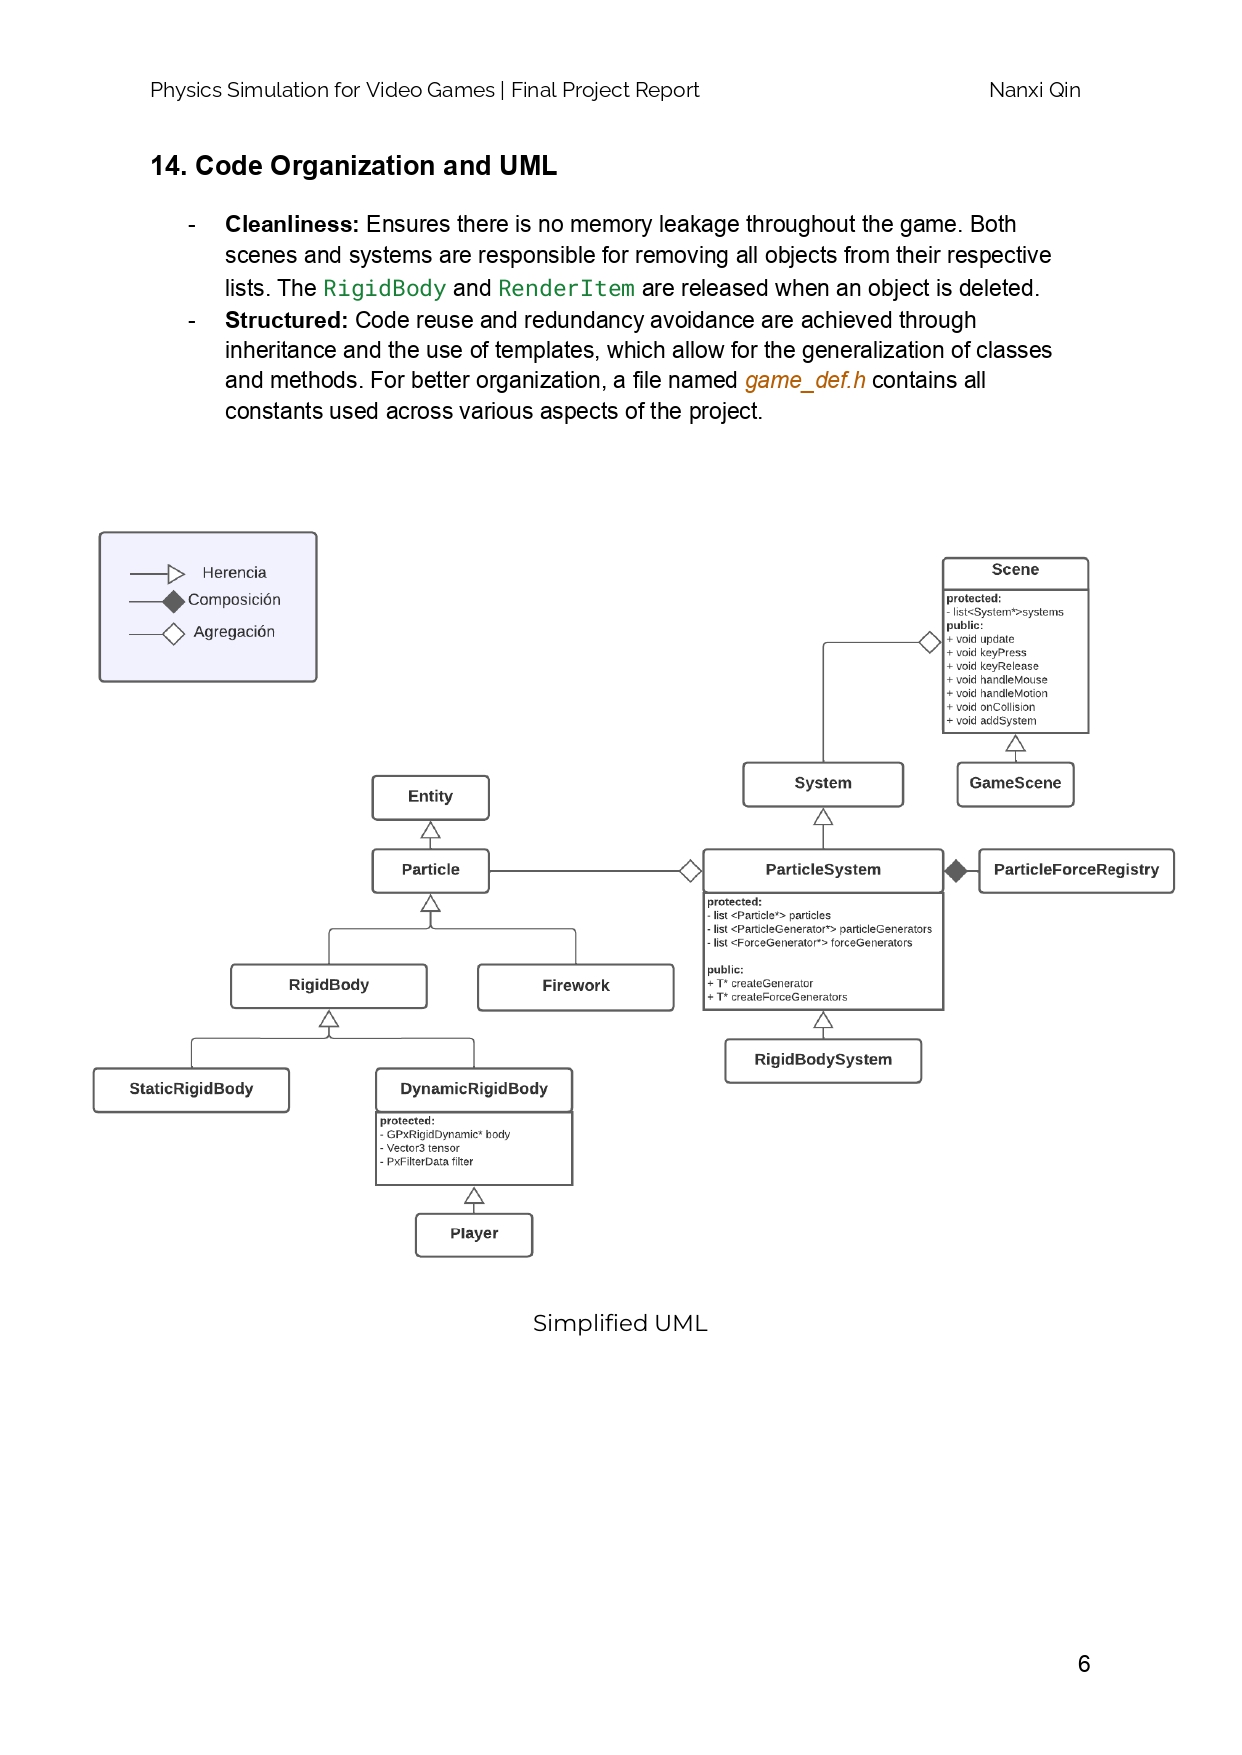 Physics Simulation for Video Games | Final Project Report Nanxi Qin
14. Code Organization and UML
- Cleanliness: Ensures there is no memory leakage throughout the game. Both
scenes and systems are responsible for removing all objects from their respective
lists. The RigidBody and RenderItem are released when an object is deleted.
- Structured: Code reuse and redundancy avoidance are achieved through
inheritance and the use of templates, which allow for the generalization of classes
and methods. For better organization, a file named game_def.h contains all
constants used across various aspects of the project.
Herencia
Composición
Agregación
Scene
protected:
- list<System*>systems
public:
+ void update
+ void keyPress
+ void keyRelease
+ void handleMouse
+ void handleMotion
+ void onCollision
+ void addSystem
System
GameScene
Entity
Particle
ParticleSystem
ParticleForceRegistry
protected:
- list <Particle*> particles
- list <ParticleGenerator*> particleGenerators
- list <ForceGenerator*> forceGenerators
public:
+ T* createGenerator
+ T* createForceGenerators
RigidBody
Firework
RigidBodySystem
StaticRigidBody
DynamicRigidBody
protected:
- GPxRigidDynamic* body
- Vector3 tensor
- PxFilterData filter
Player
Simplified UML
6